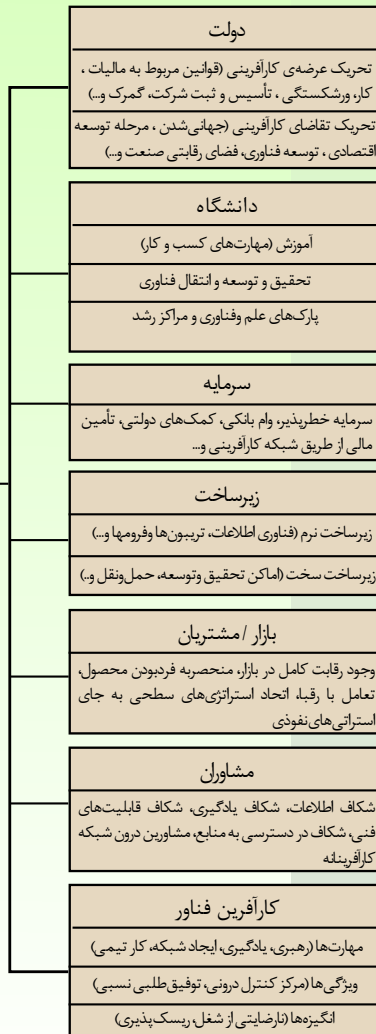 دولت
تحریک عرضه‌ی کارآفرینی (قوانین مربوط به مالیات ،
کار، ورشکستگی ، تأسیس و ثبت شرکت، گمرک و...)
تحریک تقاضای کارآفرینی (جهانی‌شدن ، مرحله توسعه
اقتصادی ، توسعه فناوری، فضای رقابتی صنعت و...)
دانشگاه
آموزش (مهارت‌های کسب و کار)
تحقیق و توسعه و انتقال فناوری
پارک‌های علم وفناوری و مراکز رشد
سرمایه
سرمایه خطرپذیر، وام بانکی، کمک‌های دولتی، تأمین
مالی از طریق شبکه کارآفرینی و...
زیرساخت
زیرساخت نرم (فناوری اطلاعات، تریبون‌ها وفرومها و...)
زیرساخت سخت (اماکن تحقیق وتوسعه، حمل‌ونقل و..)
بازار / مشتریان
وجود رقابت کامل در بازار، منحصربه فردبودن محصول،
تعامل با رقبا، اتحاد استراتژی‌های سطحی به جای
استراتی‌های‌نفوذی
مشاوران
شکاف اطلاعات، شکاف یادگیری، شکاف قابلیت‌های
فنی، شکاف در دسترسی به منابع، مشاورین درون شبکه
کارآفرینانه
کارآفرین فناور
مهارت‌ها (رهبری، یادگیری، ایجاد شبکه، کار تیمی)
ویژگی‌ها (مرکز کنترل درونی، توفیق‌طلبی نسبی)
انگیزه‌ها (نارضایتی از شغل، ریسک‌پذیری)